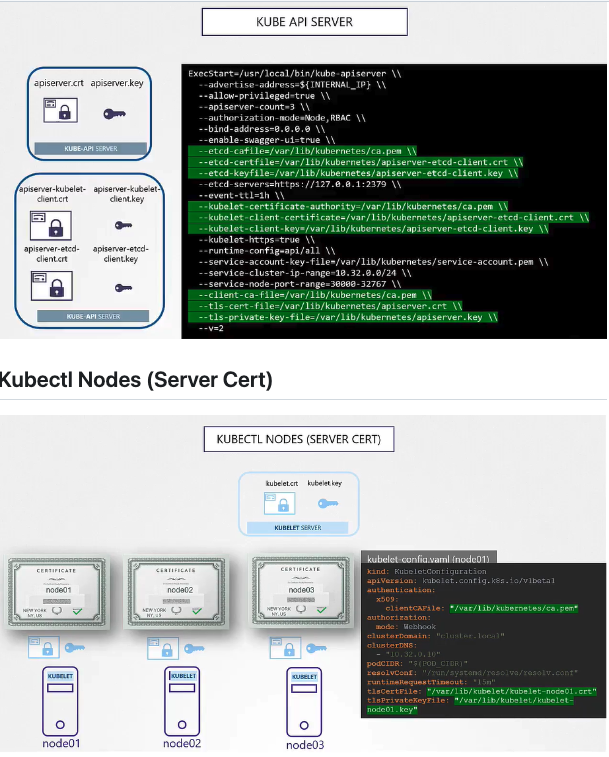 KUBE API SERVER
apiserver.crt apiserver.key
KUBE-API SERVER
apiserver-kubelet-client.crt
apiserver-kubelet-client.key
apiserver-etcd-client.crt
apiserver-etcd-client.key
KUBE-API SERVER
ExecStart=/usr/local/bin/kube-apiserver \\
--advertise-address=${INTERNAL_IP} \\
--allow-privileged=true \\
--apiserver-count=3 \\
--authorization-mode=Node,RBAC \\
--bind-address=0.0.0.0 \\
--enable-swagger-ui=true \\
--etcd-cafile=/var/lib/kubernetes/ca.pem \\
--etcd-certfile=/var/lib/kubernetes/apiserver-etcd-client.crt \\
--etcd-keyfile=/var/lib/kubernetes/apiserver-etcd-client.key \\
--etcd-servers=https://127.0.0.1:2379 \\
--event-ttl=1h \\
--kubelet-certificate-authority=/var/lib/kubernetes/ca.pem \\
--kubelet-client-certificate=/var/lib/kubernetes/apiserver-etcd-client.crt \\
--kubelet-client-key=/var/lib/kubernetes/apiserver-etcd-client.key \\
--kubelet-https=true \\
--runtime-config=api/all \\
--service-account-key-file=/var/lib/kubernetes/service-account.pem \\
--service-cluster-ip-range=10.32.0.0/24 \\
--service-node-port-range=30000-32767 \\
--client-ca-file=/var/lib/kubernetes/ca.pem \\
--tls-cert-file=/var/lib/kubernetes/apiserver.crt \\
--tls-private-key-file=/var/lib/kubernetes/apiserver.key \\
--v=2
Kubectl Nodes (Server Cert)
KUBECTL NODES (SERVER CERT)
kubelet.crt kubelet.key
KUBELET SERVER
CERTIFICATE
node01
NEW YORK
NY, US
CERTIFICATE
node02
NEW YORK
NY, US
CERTIFICATE
node03
NEW YORK
NY, US
KUBELET
node01
KUBELET
node02
KUBELET
node03
kubelet-config.yaml (node01)
kind: KubeletConfiguration
apiVersion: kubelet.config.k8s.io/v1beta1
authentication:
x509:
clientCAFile: "/var/lib/kubernetes/ca.pem"
authorization:
mode: Webhook
clusterDomain: "cluster.local"
clusterDNS:
- "10.32.0.10"
podCIDR: "${POD_CIDR}"
resolvConf: "/run/systemd/resolve/resolv.conf"
runtimeRequestTimeout: "15m"
tlsCertFile: "/var/lib/kubelet/kubelet-node01.crt"
tlsPrivateKeyFile: "/var/lib/kubelet/kubelet-
node01.key"